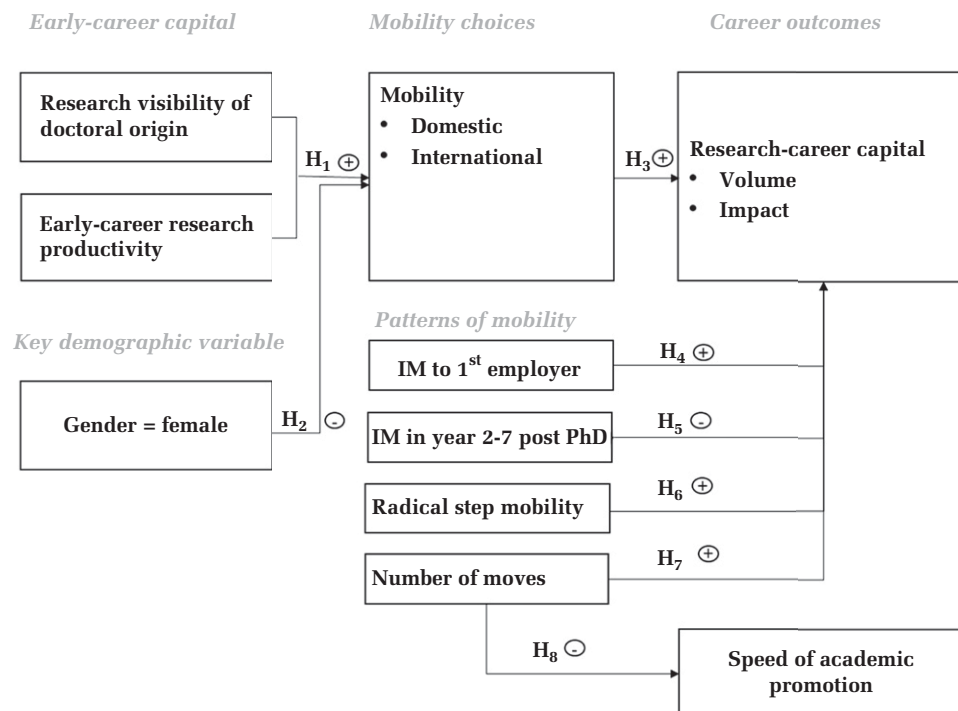 Early-career capital
Mobility choices
Career outcomes
Research visibility of
doctoral origin
Early-career research
productivity
H1 +
Mobility
• Domestic
• International
H3 +
Research-career capital
• Volume
• Impact
Key demographic variable
Gender = female
H2 -
Patterns of mobility
IM to 1st employer
H4 +
IM in year 2-7 post PhD
H5 -
Radical step mobility
H6 +
Number of moves
H7 +
H8 -
Speed of academic
promotion